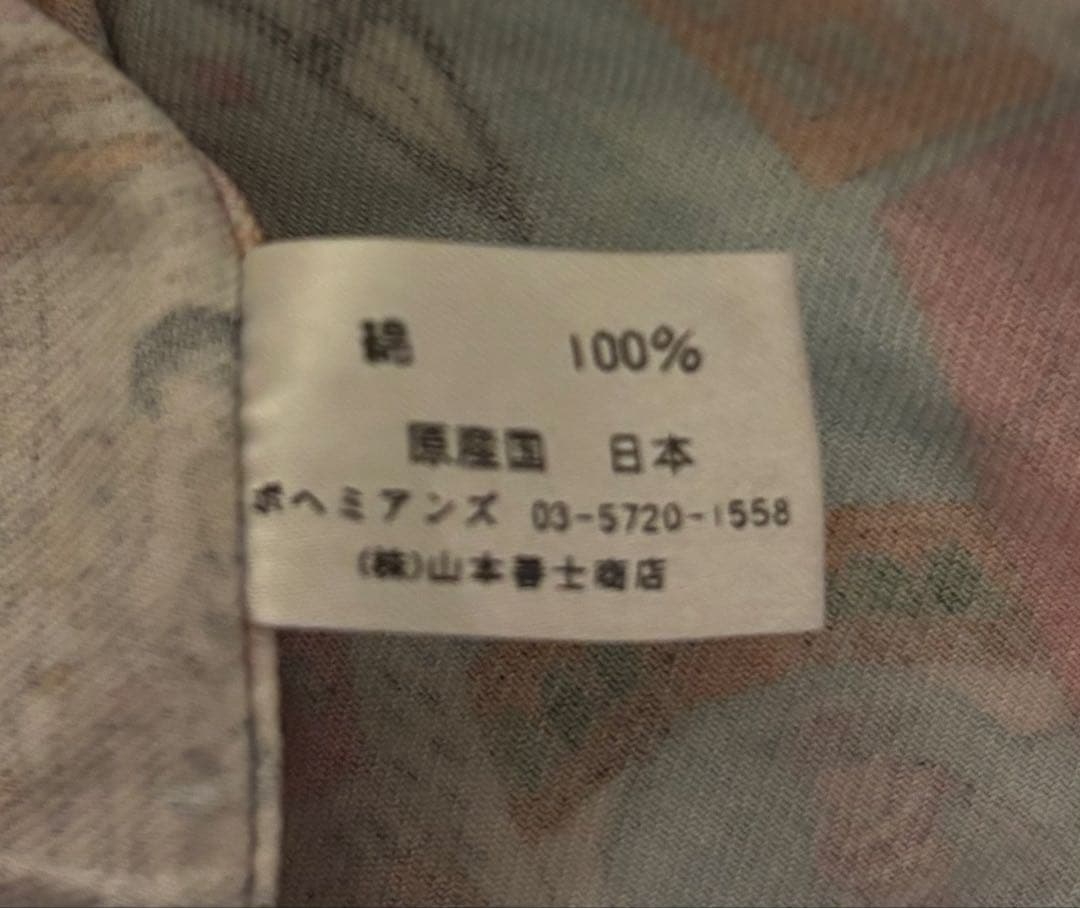 綿 100%
原産国 日本
ボヘミアンズ 03-5720-1558
(株)山本善士商店